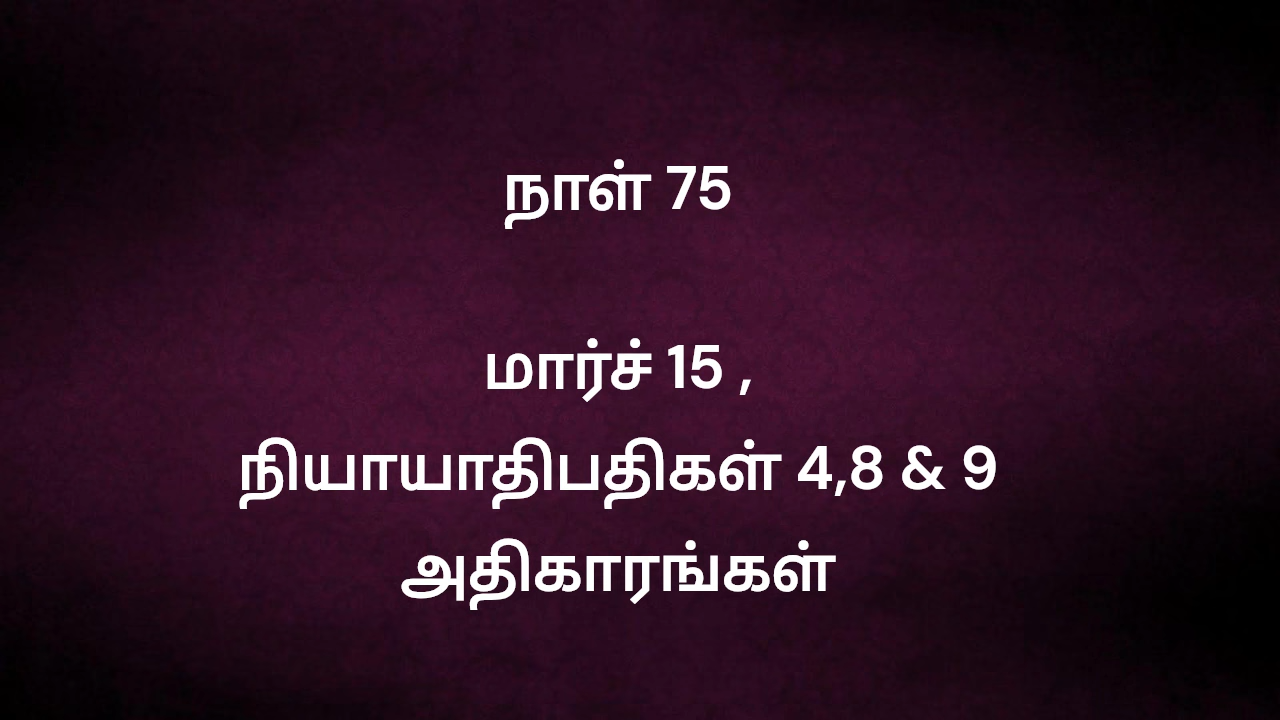 நாள் 75
மார்ச் 15 ,
நியாயாதிபதிகள் 4,8 & 9
அதிகாரங்கள்